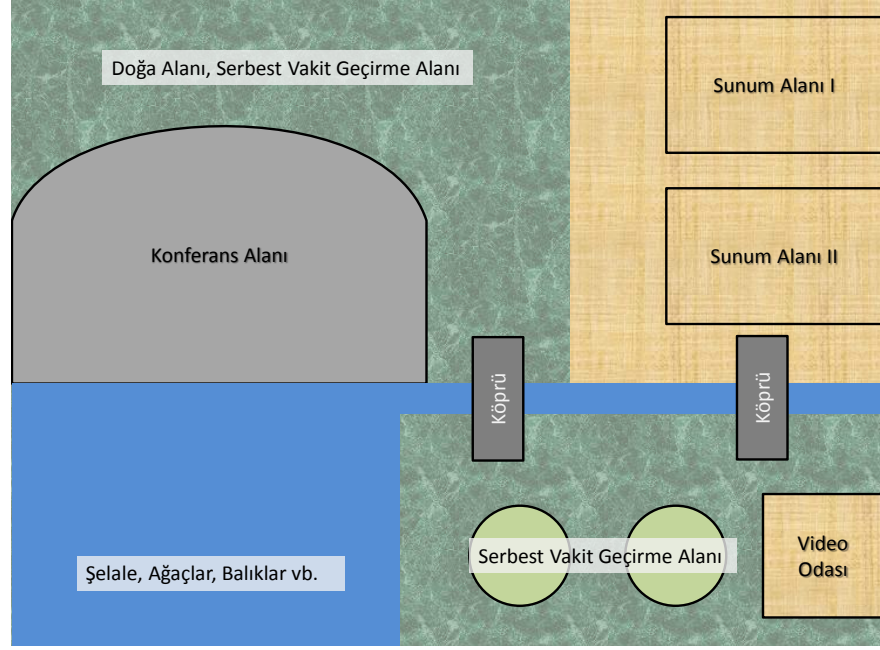 Doğa Alanı, Serbest Vakit Geçirme Alanı
Sunum Alanı I
Konferans Alanı
Sunum Alanı II
Köprü
Köprü
Serbest Vakit Geçirme Alanı
Video
Odası
Şelale, Ağaçlar, Balıklar vb.